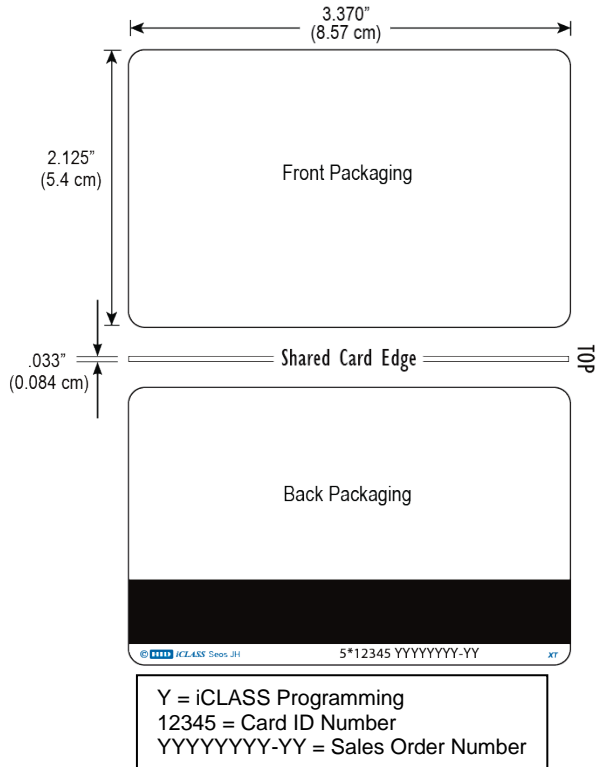 3.370”
(8.57 cm)
2.125”
(5.4 cm)
Front Packaging
.033”
(0.084 cm)
Shared Card Edge
TOP
Back Packaging
© HID iCLASS Seos JH 5*12345 YYYYYYYY-YY XT
Y = iCLASS Programming
12345 = Card ID Number
YYYYYYYY-YY = Sales Order Number